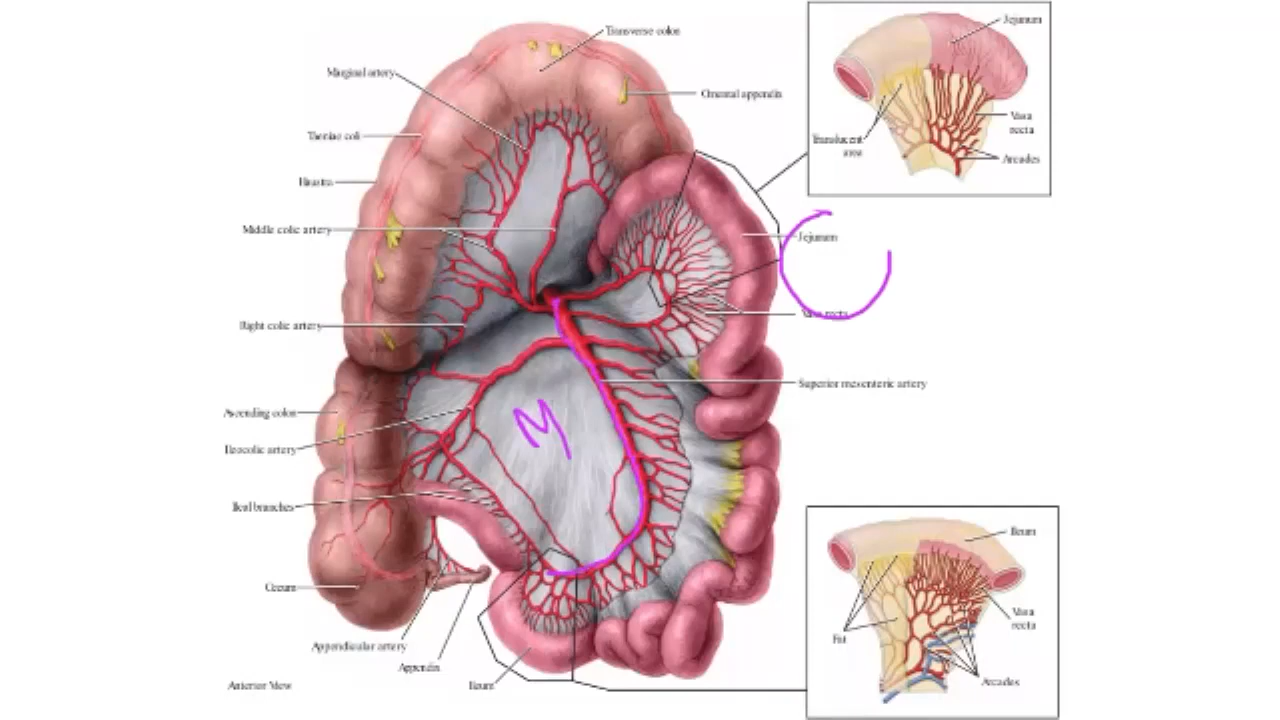 Transverse colon
Marginal artery
Omental appendix
Taeniae coli
Haustra
Middle colic artery
Right colic artery
Ascending colon
Ileocolic artery
Ileal branches
Cecum
Appendicular artery
Appendix
Anterior View
Ileum
Jejunum
Vasa recta
Superior mesenteric artery
M
Jejunum
Vasa
recta
Translucent
area
Arcades
Ileum
Vasa
recta
Fat
Arcades